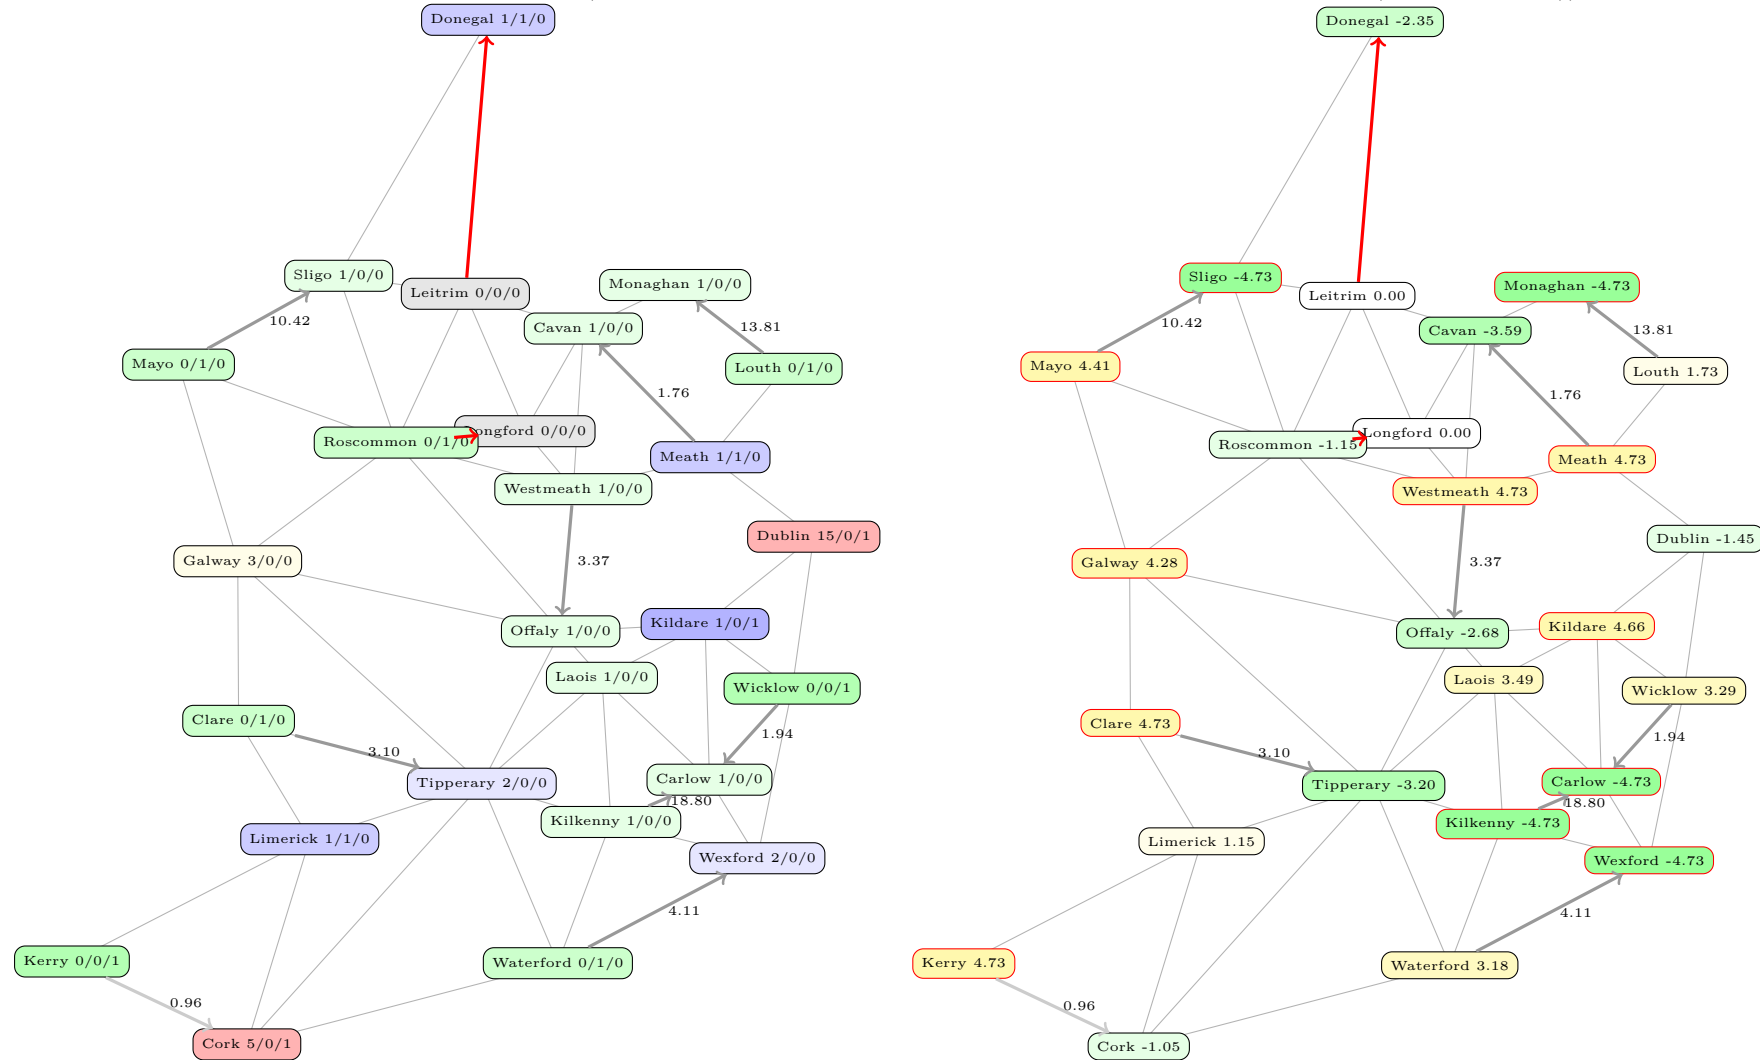 Donegal 1/1/0
Sligo 1/0/0
Leitrim 0/0/0
Monaghan 1/0/0
10.42
Cavan 1/0/0
13.81
Mayo 0/1/0
Louth 0/1/0
1.76
Roscommon 0/1/0
ongford 0/0/0
Meath 1/1/0
Westmeath 1/0/0
Dublin 15/0/1
Galway 3/0/0
3.37
Offaly 1/0/0
Kildare 1/0/1
Laois 1/0/0
Wicklow 0/0/1
Clare 0/1/0
3.10
1.94
Tipperary 2/0/0
Carlow 1/0/0
18.80
Kilkenny 1/0/0
Limerick 1/1/0
Wexford 2/0/0
4.11
Kerry 0/0/1
Waterford 0/1/0
0.96
Cork 5/0/1
Donegal -2.35
Sligo -4.73
Leitrim 0.00
Monaghan -4.73
10.42
Cavan -3.59
13.81
Mayo 4.41
Louth 1.73
1.76
Roscommon -1.15
Longford 0.00
Meath 4.73
Westmeath 4.73
Dublin -1.45
Galway 4.28
3.37
Offaly -2.68
Kildare 4.66
Laois 3.49
Wicklow 3.29
Clare 4.73
3.10
1.94
Tipperary -3.20
Carlow -4.73
18.80
Kilkenny -4.73
Limerick 1.15
Wexford -4.73
4.11
Kerry 4.73
Waterford 3.18
0.96
Cork -1.05